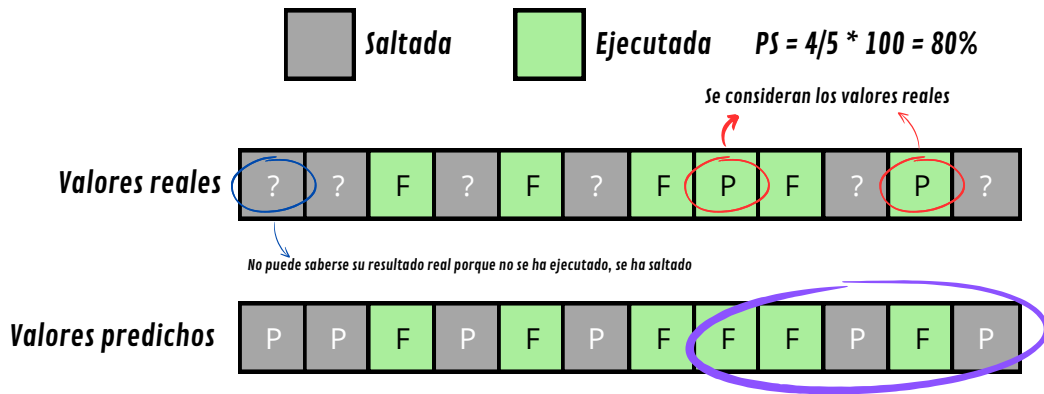 Saltada Ejecutada PS = 4/5 * 100 = 80%
Se consideran los valores reales
Valores reales ? ? F ? F ? F P F ? P ?
No puede saberse su resultado real porque no se ha ejecutado, se ha saltado
Valores predichos P P F P F P F F F P F P